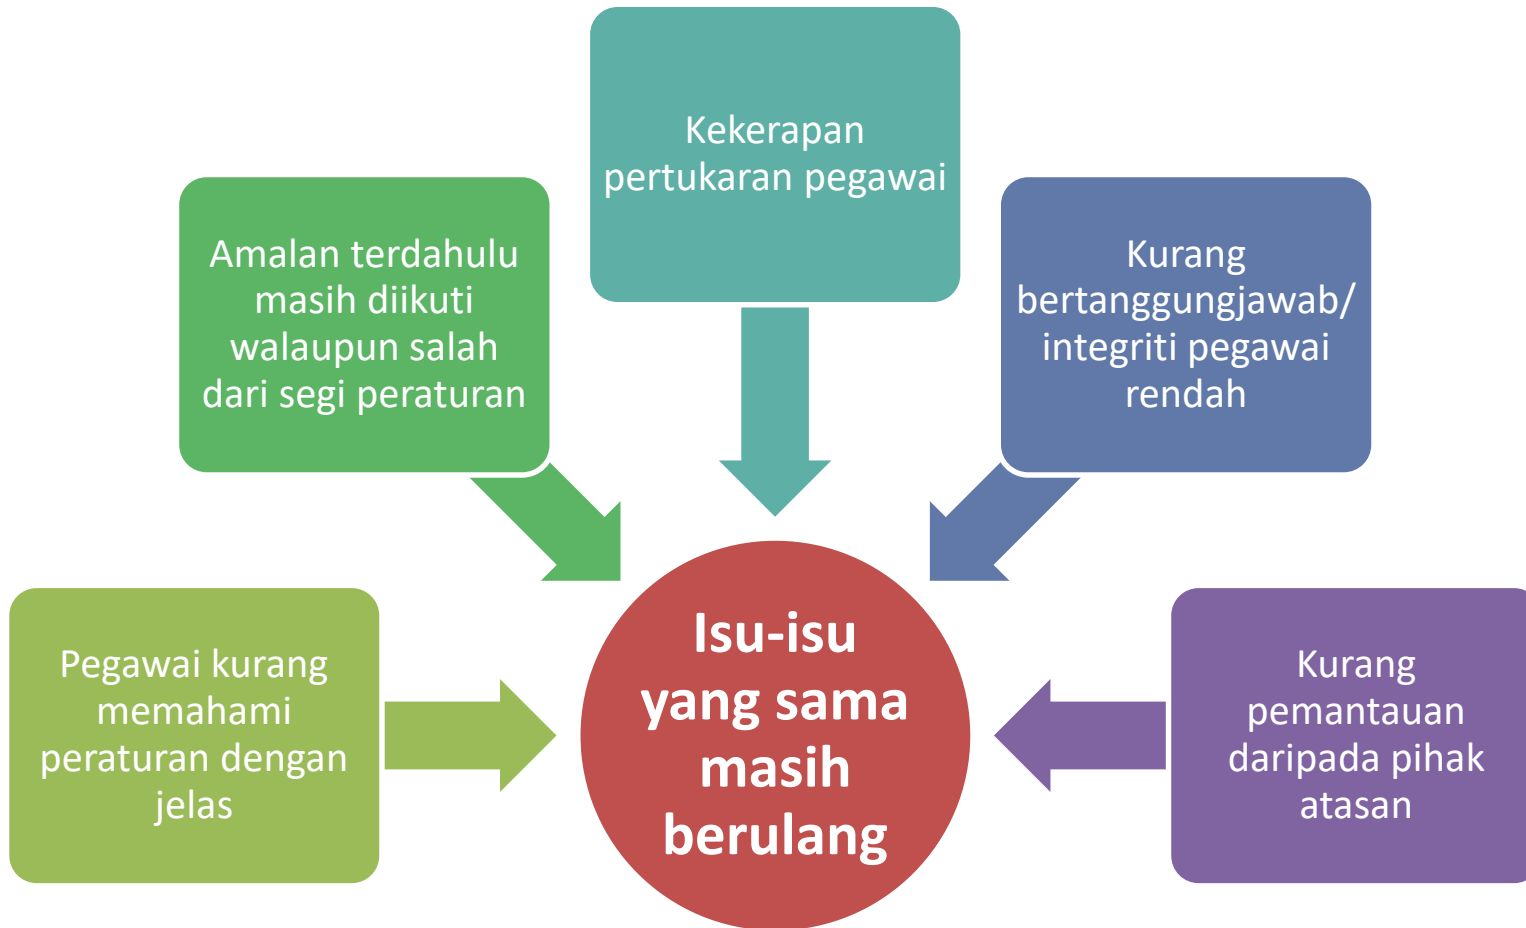 Kekerapan
pertukaran pegawai
Amalan terdahulu
masih diikuti
walaupun salah
dari segi peraturan
Kurang
bertanggungjawab/
integriti pegawai
rendah
Pegawai kurang
memahami
peraturan dengan
jelas
Isu-isu
yang sama
masih
berulang
Kurang
pemantauan
daripada pihak
atasan